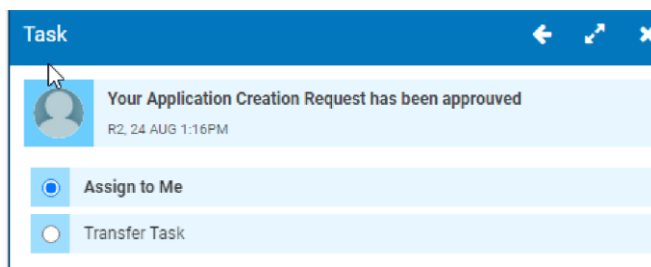 Task
Your Application Creation Request has been approuved
R2, 24 AUG 1:16PM
Assign to Me
Transfer Task